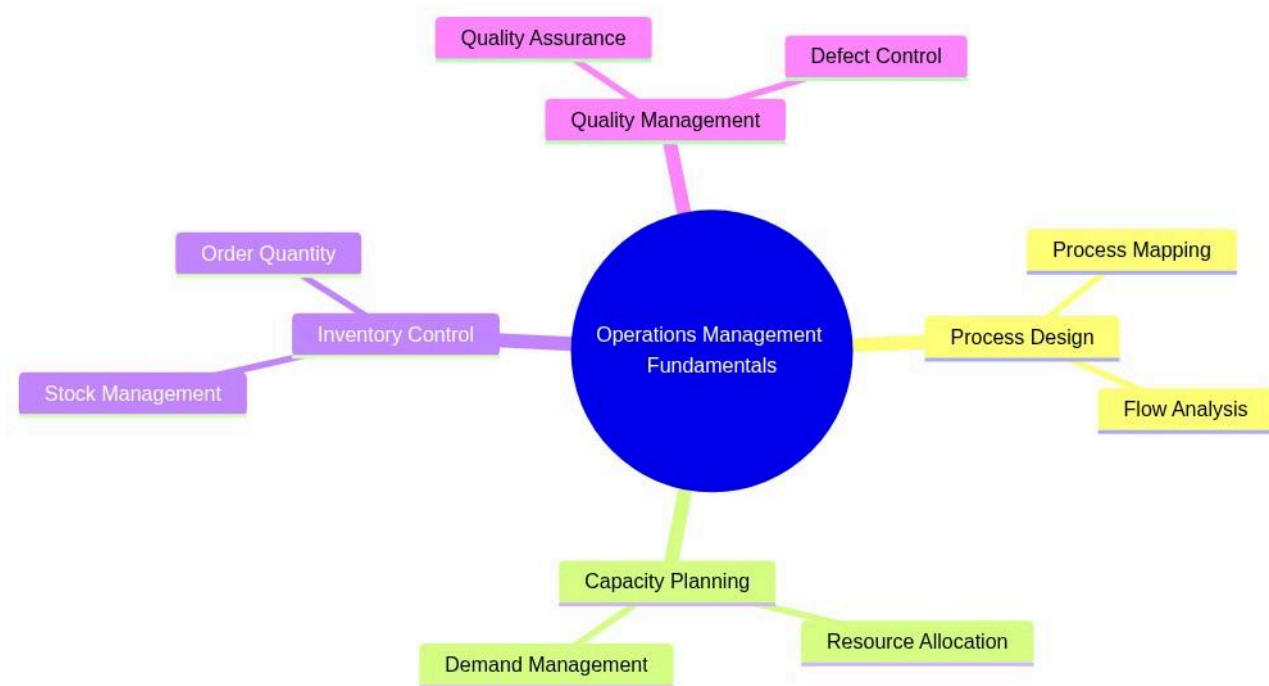 Quality Assurance
Defect Control
Quality Management
Order Quantity
Process Mapping
Inventory Control
Operations Management
Fundamentals
Process Design
Stock Management
Flow Analysis
Capacity Planning
Resource Allocation
Demand Management